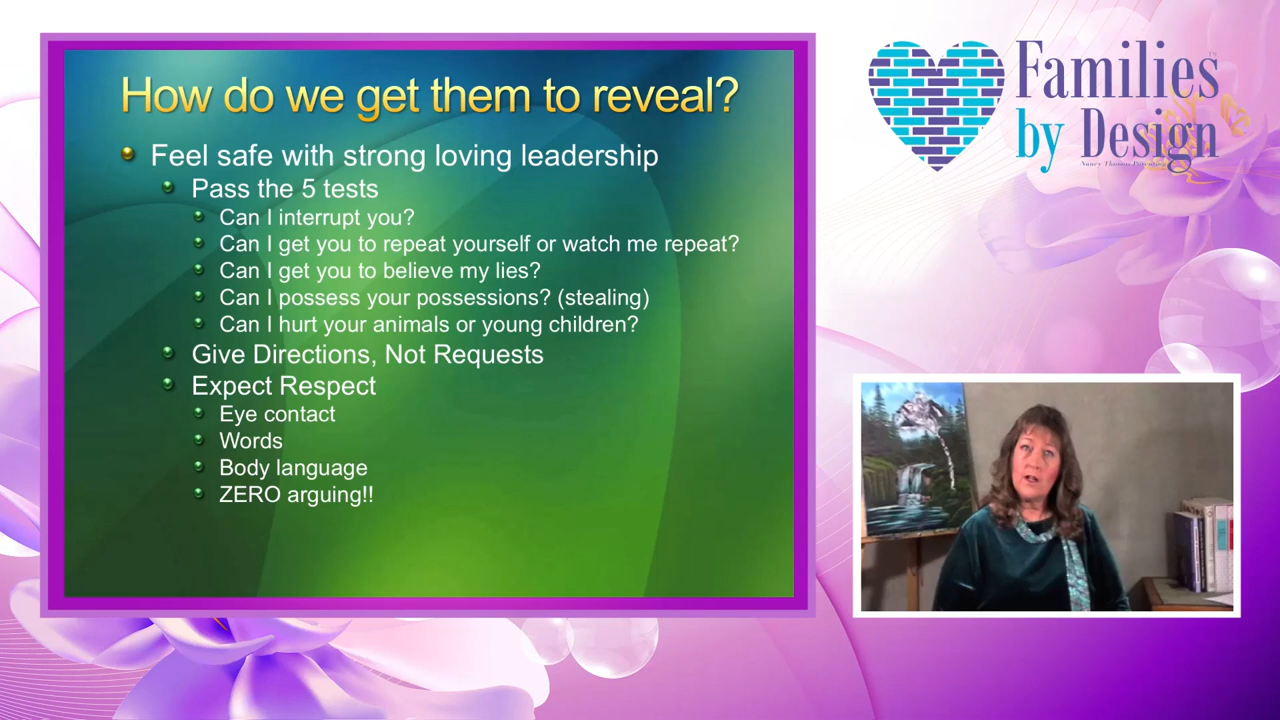 How do we get them to reveal?
Feel safe with strong loving leadership
Pass the 5 tests
Can I interrupt you?
Can I get you to repeat yourself or watch me repeat?
Can I get you to believe my lies?
Can I possess your possessions? (stealing)
Can I hurt your animals or young children?
Give Directions, Not Requests
Expect Respect
Eye contact
Words
Body language
ZERO arguing!!
Families
by Design